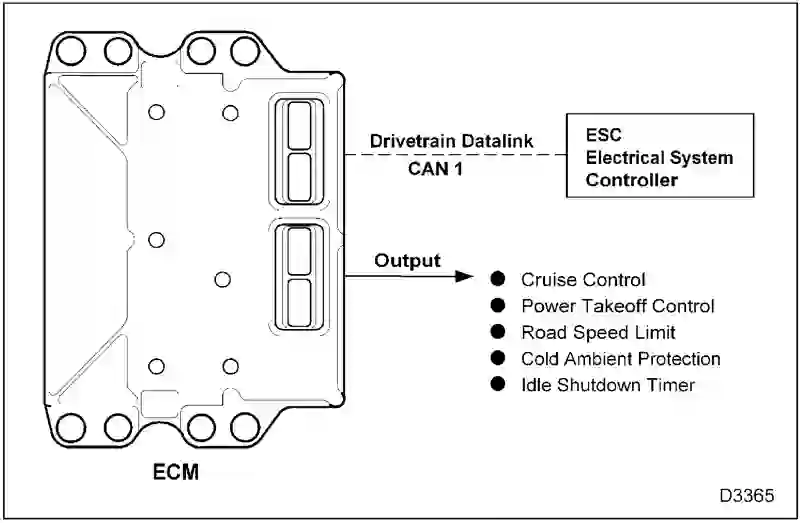 Drivetrain Datalink
CAN 1
ESC
Electrical System
Controller
Output
● Cruise Control
● Power Takeoff Control
● Road Speed Limit
● Cold Ambient Protection
● Idle Shutdown Timer
ECM
D3365